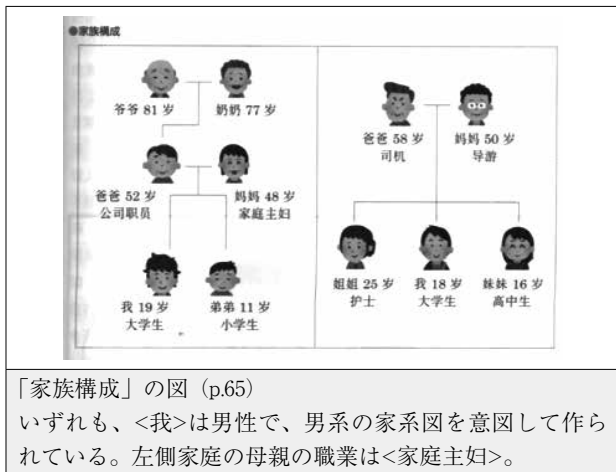 ●家族構成
爷爷 81 岁
奶奶 77 岁
爸爸 52 岁
公司职员
妈妈 48 岁
家庭主妇
我 19 岁
大学生
弟弟 11 岁
小学生
爸爸 58 岁
司机
妈妈 50 岁
导游
姐姐 25 岁
护士
我 18 岁
大学生
妹妹 16 岁
高中生
「家族構成」の図（p.65）
いずれも、<我>は男性で、男系の家系図を意図して作ら
れている。左側家庭の母親の職業は<家庭主妇>。